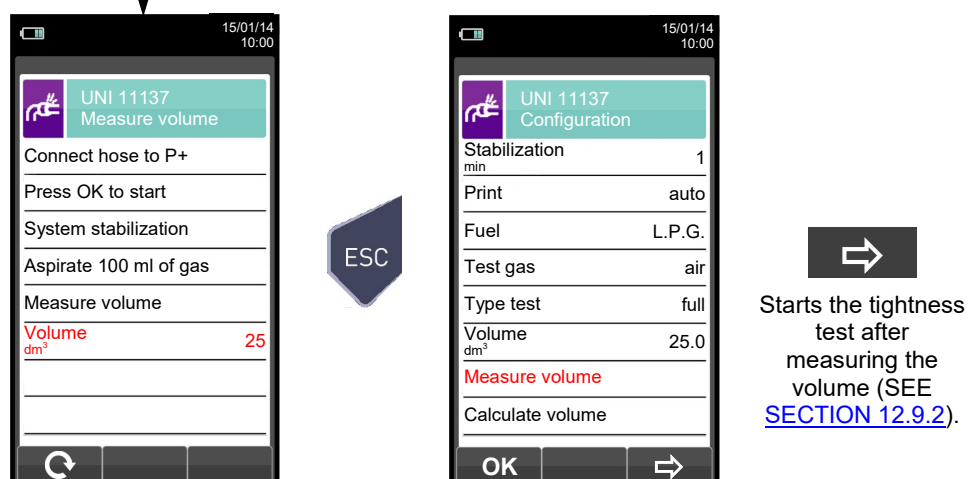 15/01/14
10:00
UNI 11137
Measure volume
Connect hose to P+
Press OK to start
System stabilization
Aspirate 100 ml of gas
Measure volume
Volume 25
dm³
ESC
15/01/14
10:00
UNI 11137
Configuration
Stabilization 1
min
Print auto
Fuel L.P.G.
Test gas air
Type test full
Volume 25.0
dm³
Measure volume
Calculate volume
OK
Starts the tightness
test after
measuring the
volume (SEE
SECTION 12.9.2).